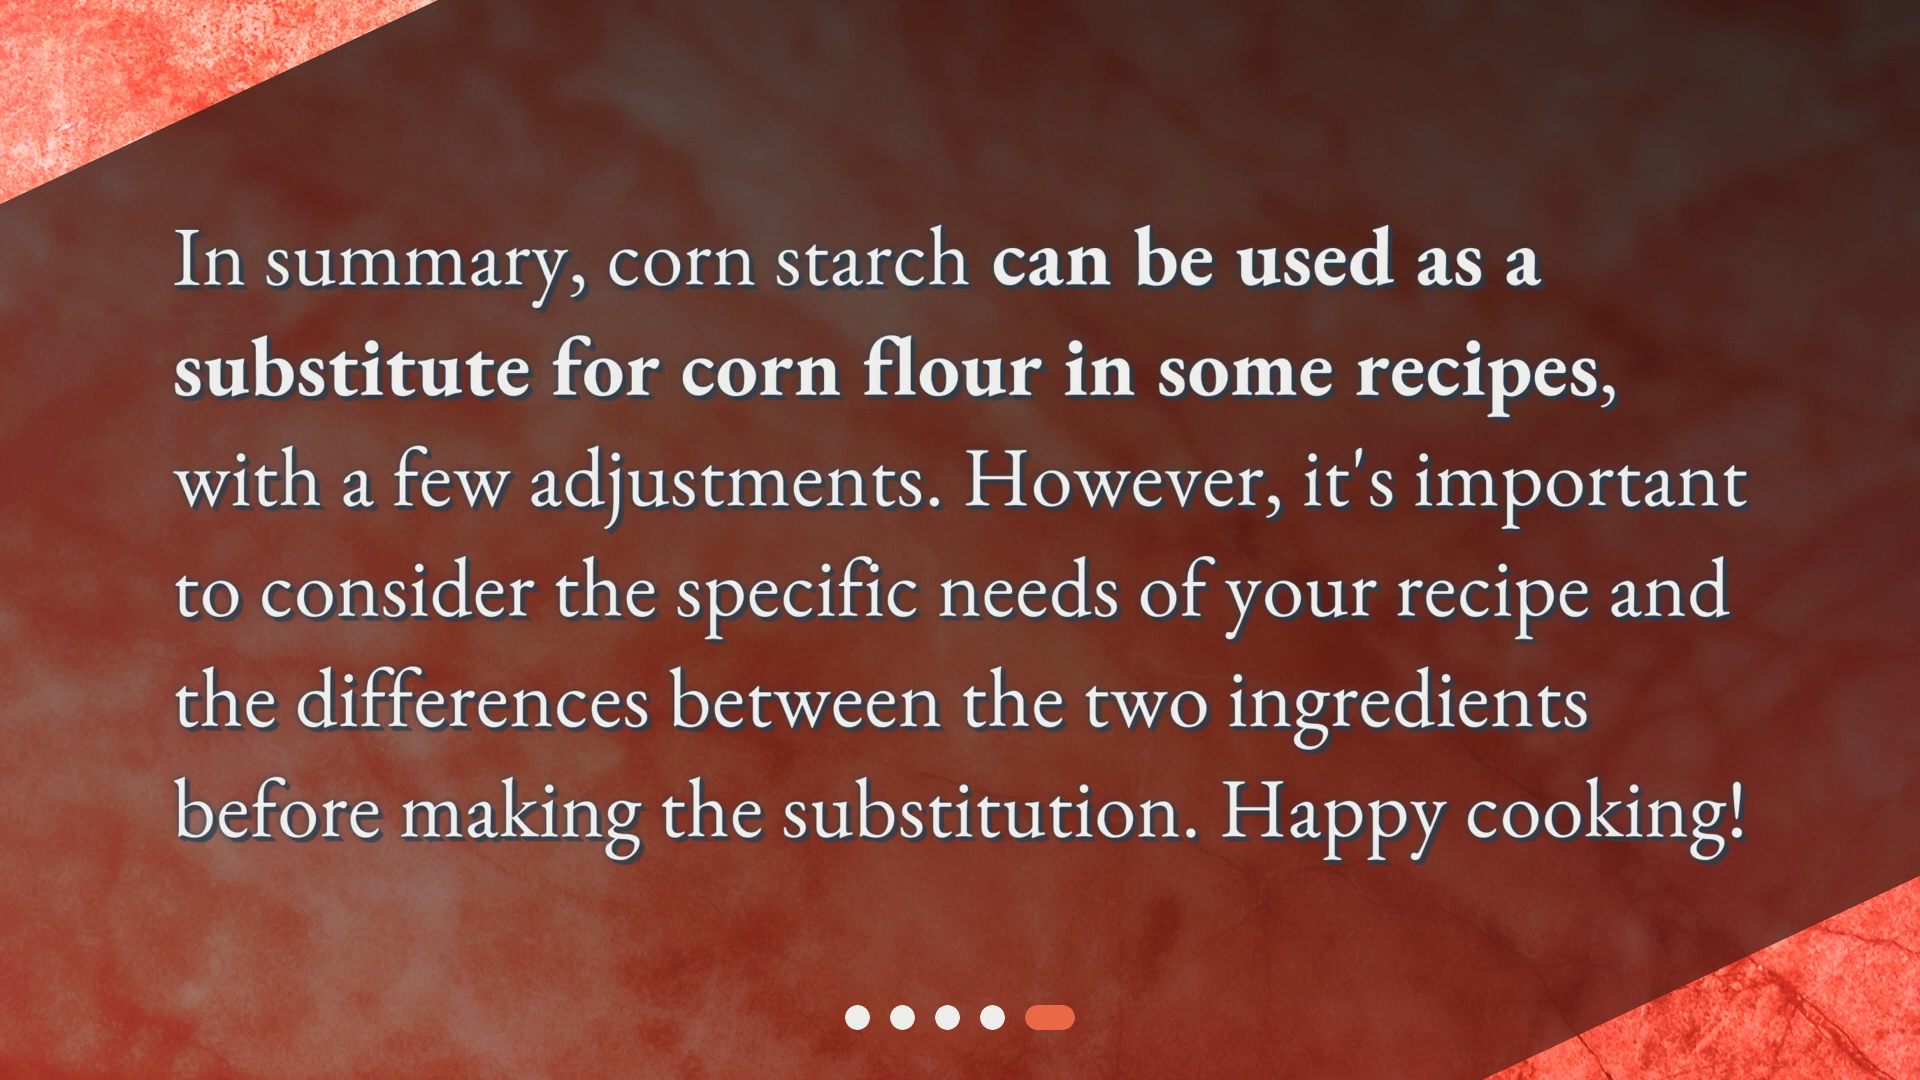 In summary, corn starch can be used as a
substitute for corn flour in some recipes,
with a few adjustments. However, it's important
to consider the specific needs of your recipe and
the differences between the two ingredients
before making the substitution. Happy cooking!